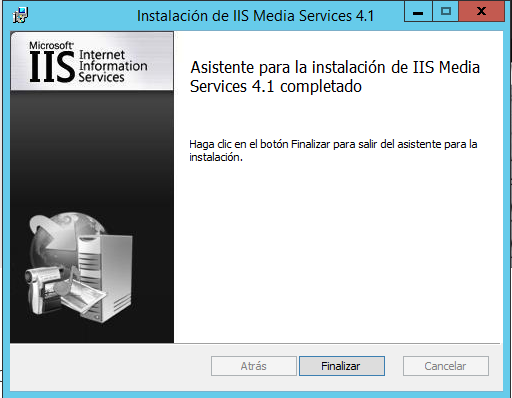 Instalación de IIS Media Services 4.1
Microsoft®
IIS Internet
Information
Services
Asistente para la instalación de IIS Media
Services 4.1 completado
Haga clic en el botón Finalizar para salir del asistente para la
instalación.
Atrás
Finalizar
Cancelar